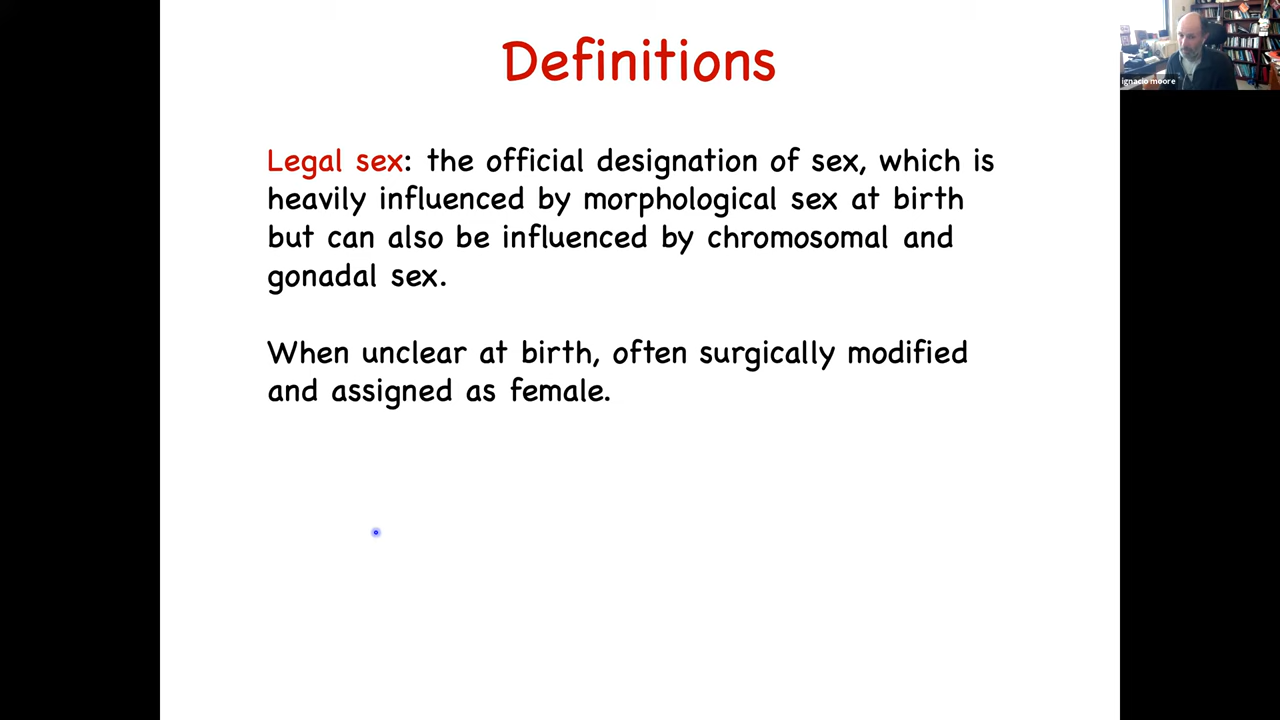 Definitions
ignacio moore
Legal sex: the official designation of sex, which is
heavily influenced by morphological sex at birth
but can also be influenced by chromosomal and
gonadal sex.
When unclear at birth, often surgically modified
and assigned as female.